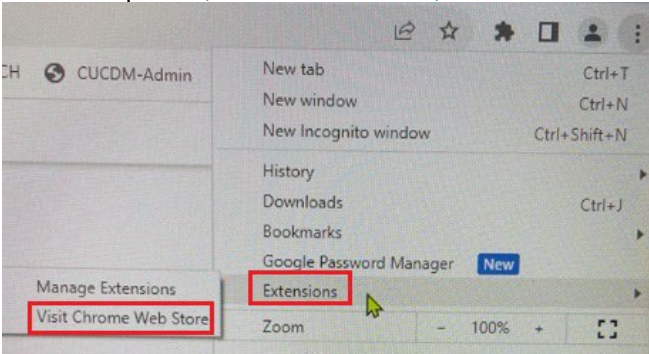 CH CUCDM-Admin
New tab Ctrl+T
New window Ctrl+N
New Incognito window Ctrl+Shift+N
History
Downloads Ctrl+J
Bookmarks
Google Password Manager New
Extensions
Manage Extensions
Visit Chrome Web Store
Zoom - 100% +